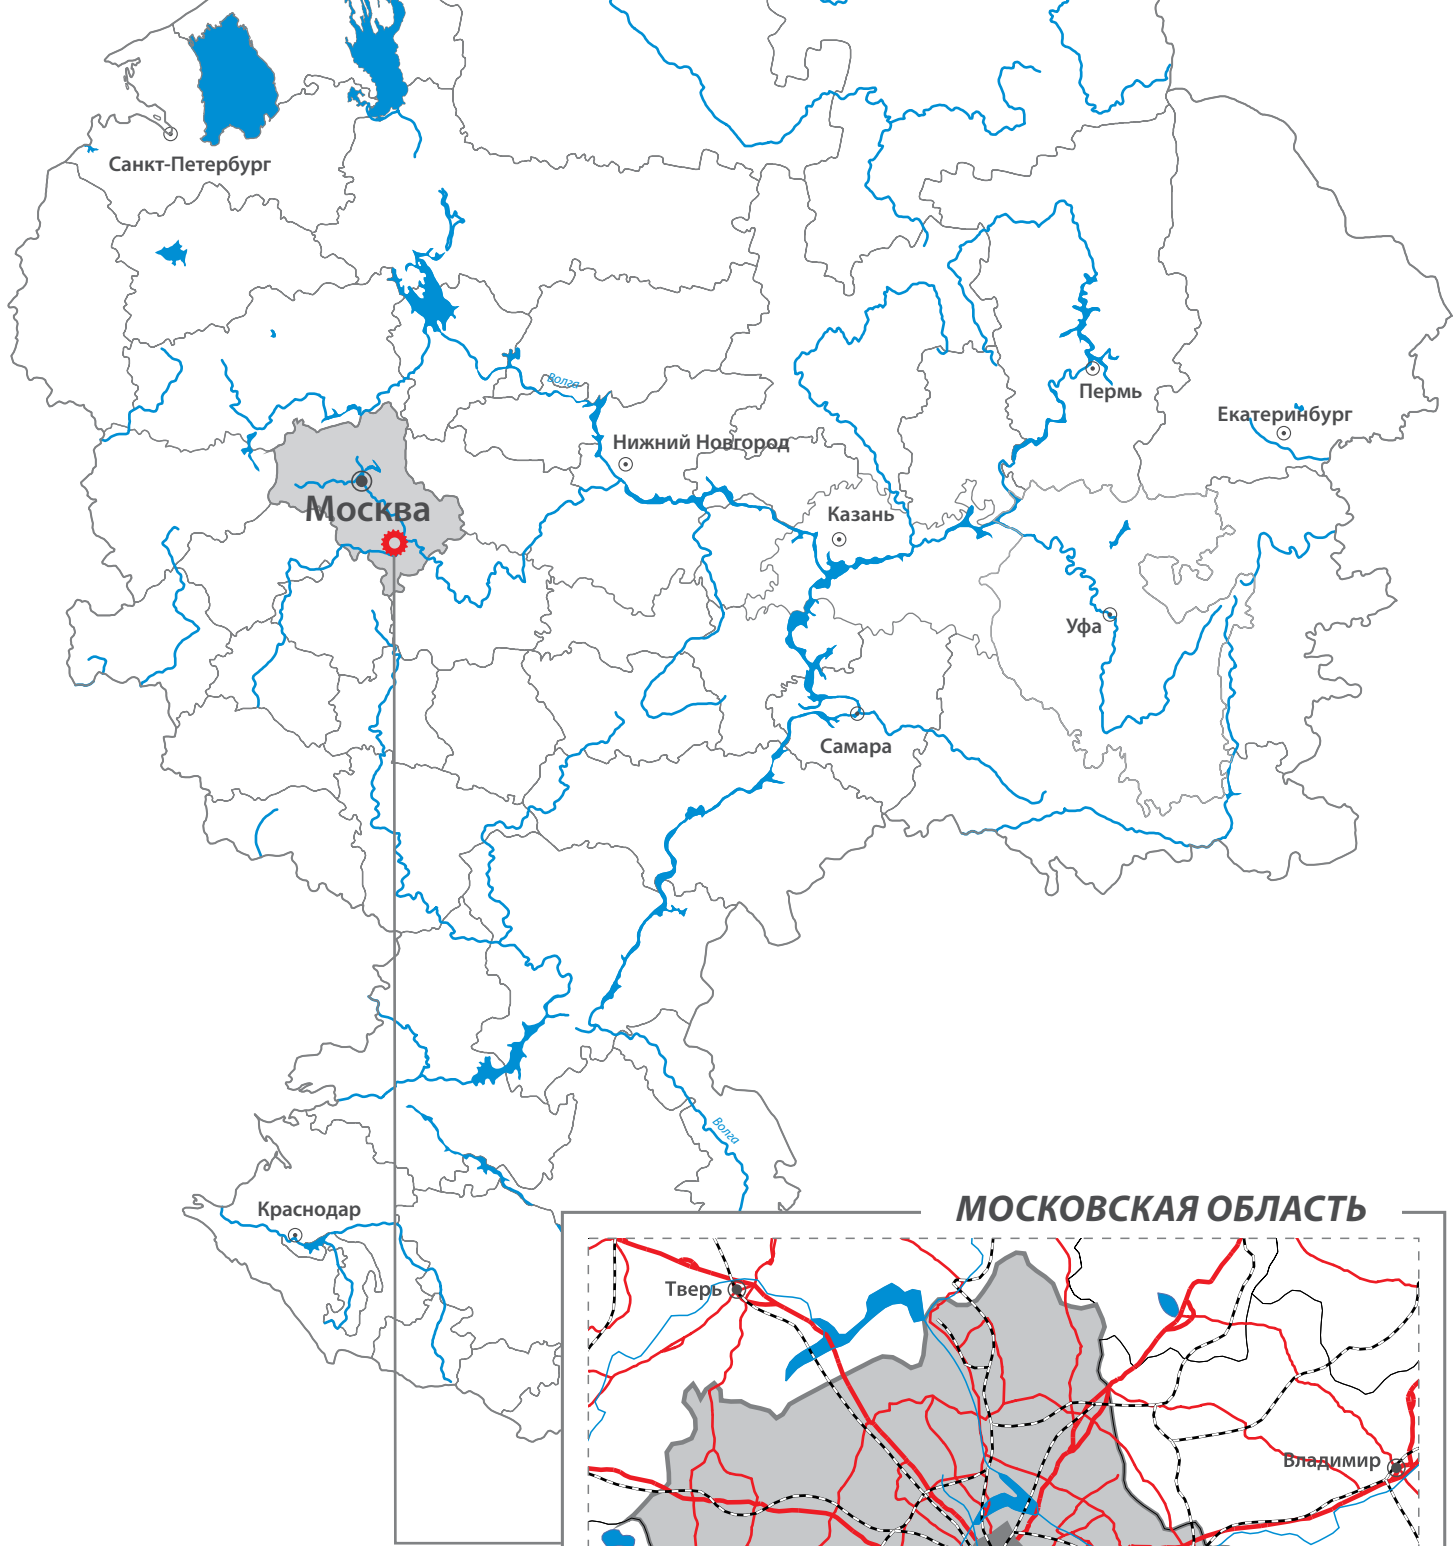 Санкт-Петербург
Волга
Пермь
Екатеринбург
Нижний Новгород
Москва
Казань
Уфа
Самара
Волга
Краснодар
МОСКОВСКАЯ ОБЛАСТЬ
Тверь
Владимир